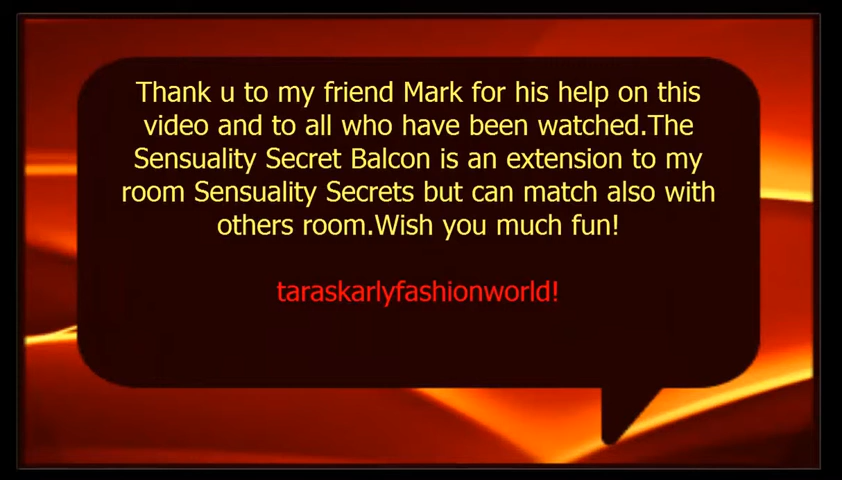 Thank u to my friend Mark for his help on this
video and to all who have been watched.The
Sensuality Secret Balcon is an extension to my
room Sensuality Secrets but can match also with
others room.Wish you much fun!
taraskarlyfashionworld!